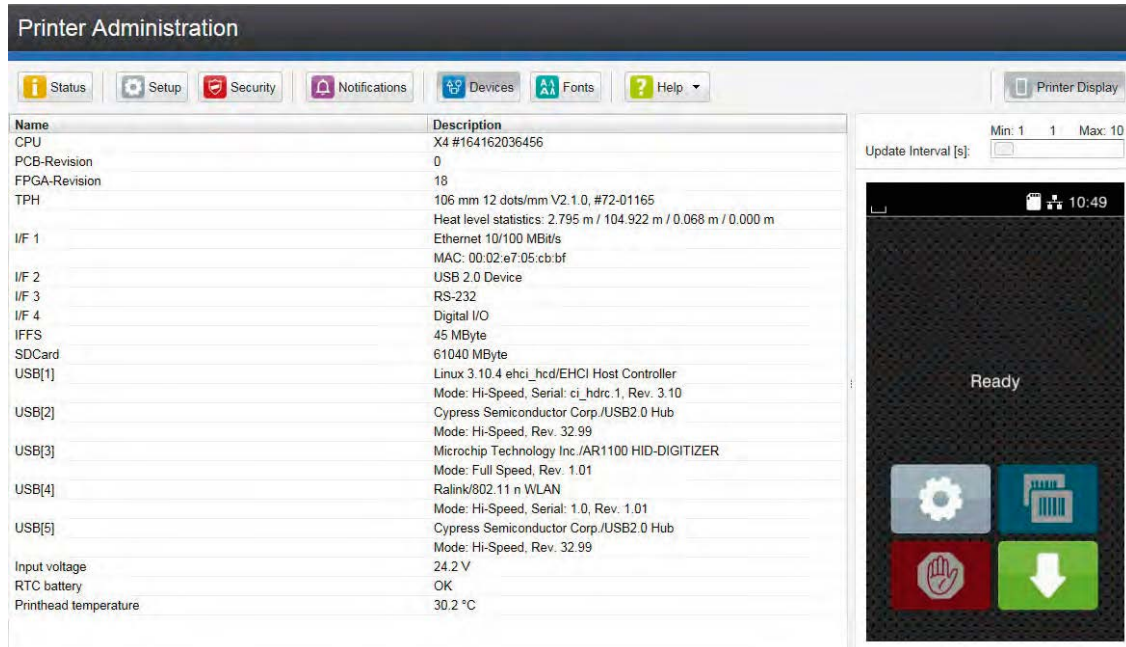 Printer Administration
Status Setup Security Notifications Devices Fonts Help Printer Display
Name Description
CPU X4 #164162036456
PCB-Revision 0
FPGA-Revision 18
TPH 106 mm 12 dots/mm V2.1.0, #72-01165
Heat level statistics: 2.795 m / 104.922 m / 0.068 m / 0.000 m
I/F 1 Ethernet 10/100 MBit/s
MAC: 00:02:e7:05:cb:bf
I/F 2 USB 2.0 Device
I/F 3 RS-232
I/F 4 Digital I/O
IFFS 45 MByte
SDCard 61040 MByte
USB[1] Linux 3.10.4 ehci_hcd/EHCI Host Controller
Mode: Hi-Speed, Serial: ci_hdrc.1, Rev. 3.10
USB[2] Cypress Semiconductor Corp./USB2.0 Hub
Mode: Hi-Speed, Rev. 32.99
USB[3] Microchip Technology Inc./AR1100 HID-DIGITIZER
Mode: Full Speed, Rev. 1.01
USB[4] Ralink/802.11 n WLAN
Mode: Hi-Speed, Serial: 1.0, Rev. 1.01
USB[5] Cypress Semiconductor Corp./USB2.0 Hub
Mode: Hi-Speed, Rev. 32.99
Input voltage 24.2 V
RTC battery OK
Printhead temperature 30.2 °C
Min: 1 1 Max: 10
Update Interval [s]:
10:49
Ready